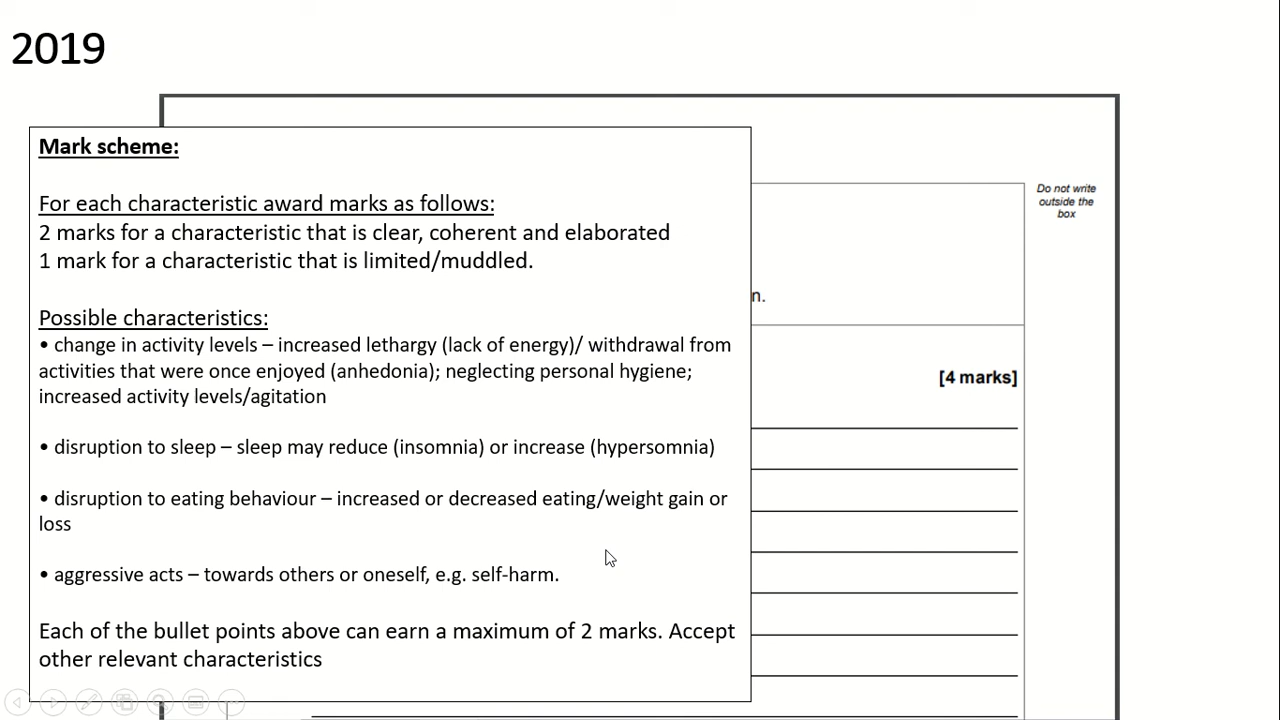 2019
Mark scheme:
For each characteristic award marks as follows:
2 marks for a characteristic that is clear, coherent and elaborated
1 mark for a characteristic that is limited/muddled.
Possible characteristics:
• change in activity levels – increased lethargy (lack of energy)/ withdrawal from
activities that were once enjoyed (anhedonia); neglecting personal hygiene;
increased activity levels/agitation
• disruption to sleep – sleep may reduce (insomnia) or increase (hypersomnia)
• disruption to eating behaviour – increased or decreased eating/weight gain or
loss
• aggressive acts – towards others or oneself, e.g. self-harm.
Each of the bullet points above can earn a maximum of 2 marks. Accept
other relevant characteristics
n.
[4 marks]
Do not write
outside the
box